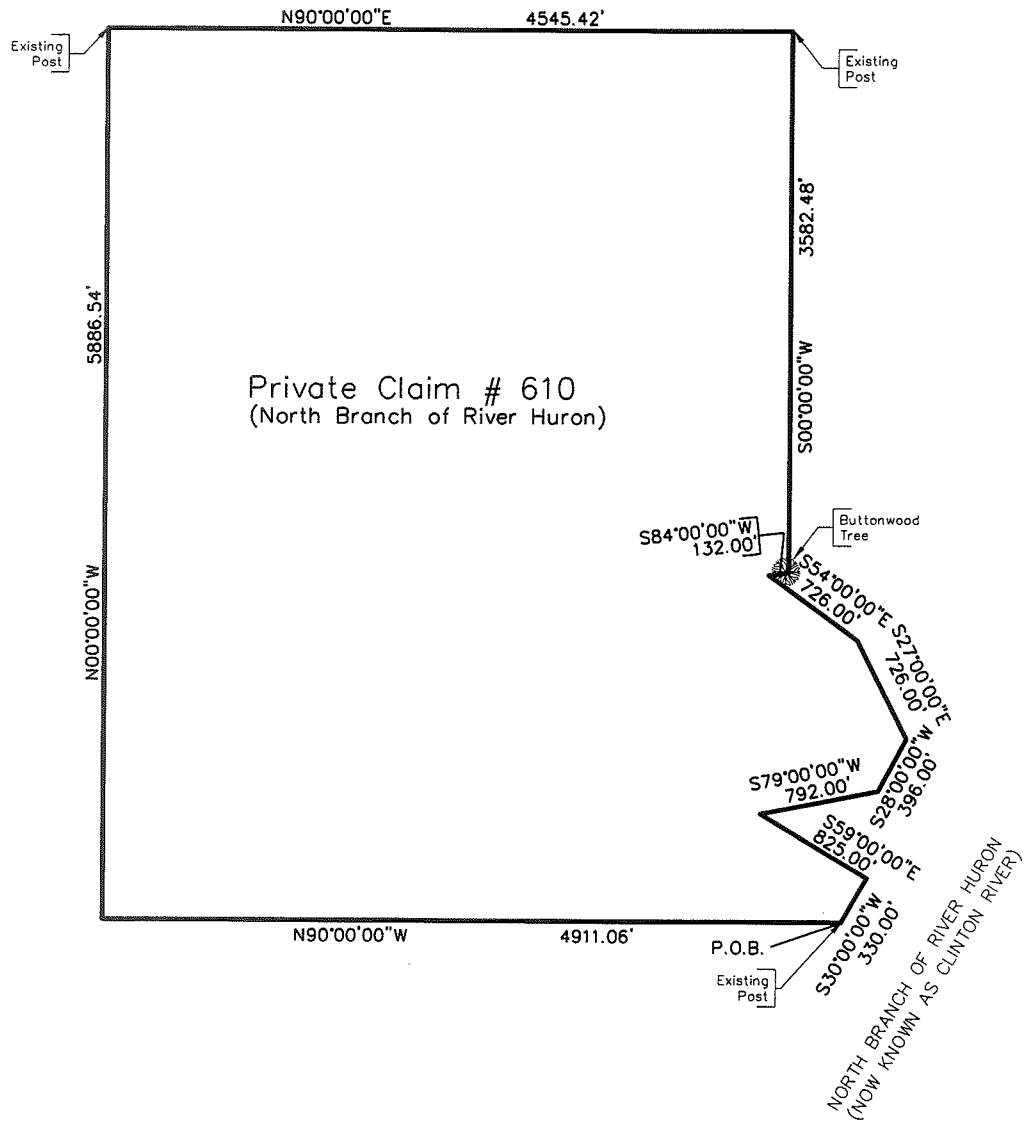 N90°00'00"E 4545.42'
Existing
Post
Existing
Post
3582.48'
S00°00'00"W
5886.54'
N00°00'00"W
Private Claim # 610
(North Branch of River Huron)
Buttonwood
Tree
S84°00'00"W
132.00'
S54°00'00"E
726.00'
S27°00'00"E
726.00'
S28°00'00"W
396.00'
S79°00'00"W
792.00'
S59°00'00"E
825.00'
S30°00'00"W
330.00'
N90°00'00"W 4911.06'
P.O.B.
Existing
Post
NORTH BRANCH OF RIVER HURON
(NOW KNOWN AS CLINTON RIVER)